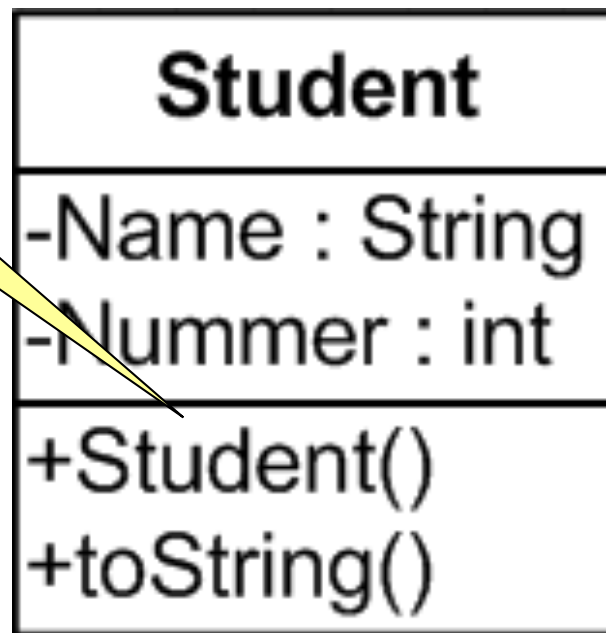 Student
-Name : String
-Nummer : int
+Student()
+toString()